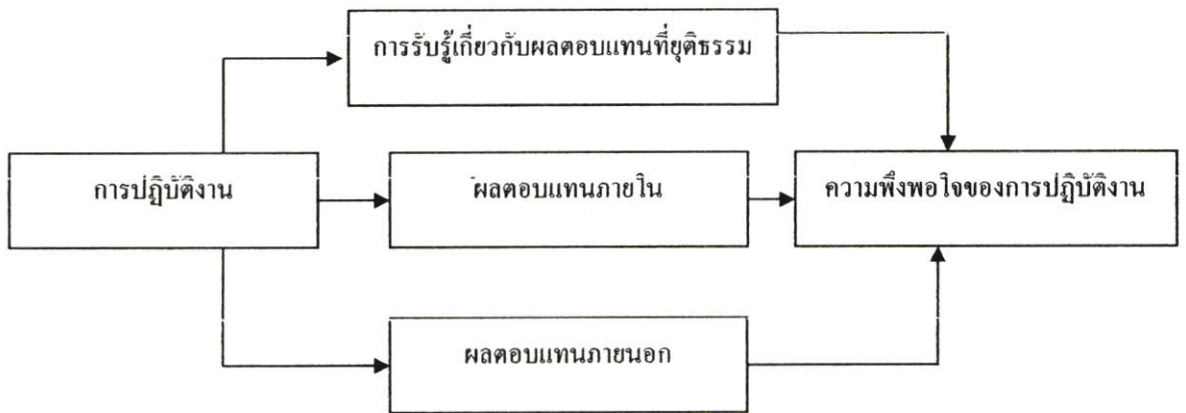 การรับรู้เกี่ยวกับผลตอบแทนที่ยุติธรรม
การปฏิบัติงาน
ผลตอบแทนภายใน
ความพึงพอใจของการปฏิบัติงาน
ผลตอบแทนภายนอก